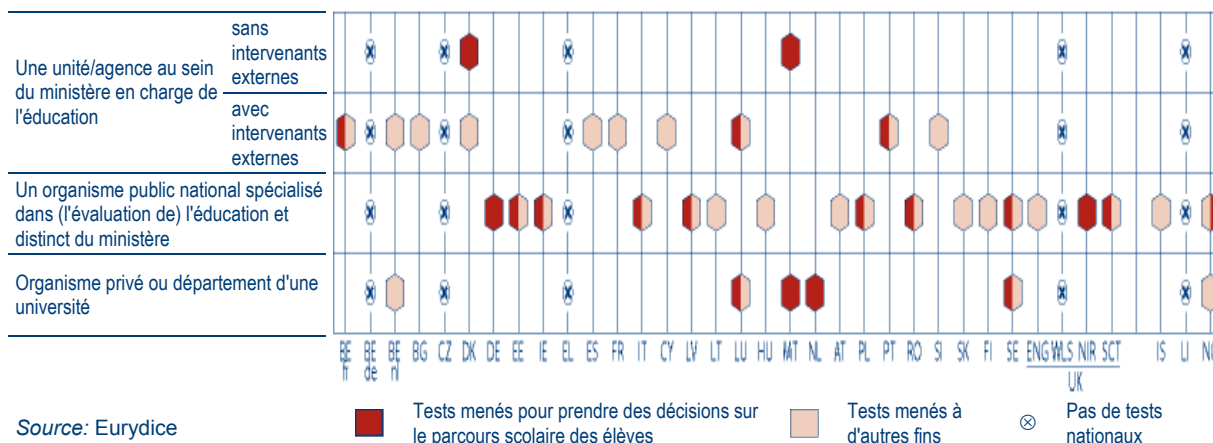 Une unité/agence au sein
du ministère en charge de
l'éducation
sans
intervenants
externes
avec
intervenants
externes
Un organisme public national spécialisé
dans (l'évaluation de) l'éducation et
distinct du ministère
Organisme privé ou département d'une
université
BE fr BE de BE nl BG CZ DK DE EE IE EL ES FR IT CY LV LT LU HU MT NL AT PL PT RO SI SK FI SE ENG WLS NIR SCT IS LI NO
UK
Source: Eurydice
Tests menés pour prendre des décisions sur
le parcours scolaire des élèves
Tests menés à
d'autres fins
Pas de tests
nationaux